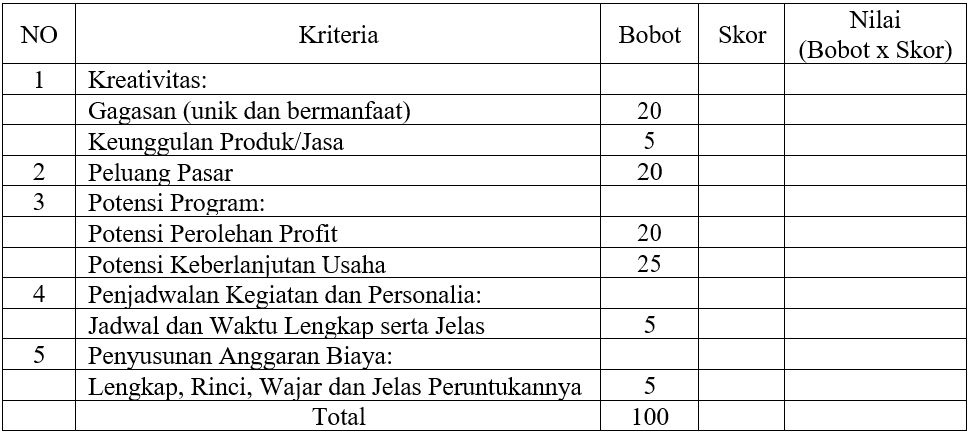 NO Kriteria Bobot Skor Nilai (Bobot x Skor)
1 Kreativitas:
Gagasan (unik dan bermanfaat) 20
Keunggulan Produk/Jasa 5
2 Peluang Pasar 20
3 Potensi Program:
Potensi Perolehan Profit 20
Potensi Keberlanjutan Usaha 25
4 Penjadwalan Kegiatan dan Personalia:
Jadwal dan Waktu Lengkap serta Jelas 5
5 Penyusunan Anggaran Biaya:
Lengkap, Rinci, Wajar dan Jelas Peruntukannya 5
Total 100